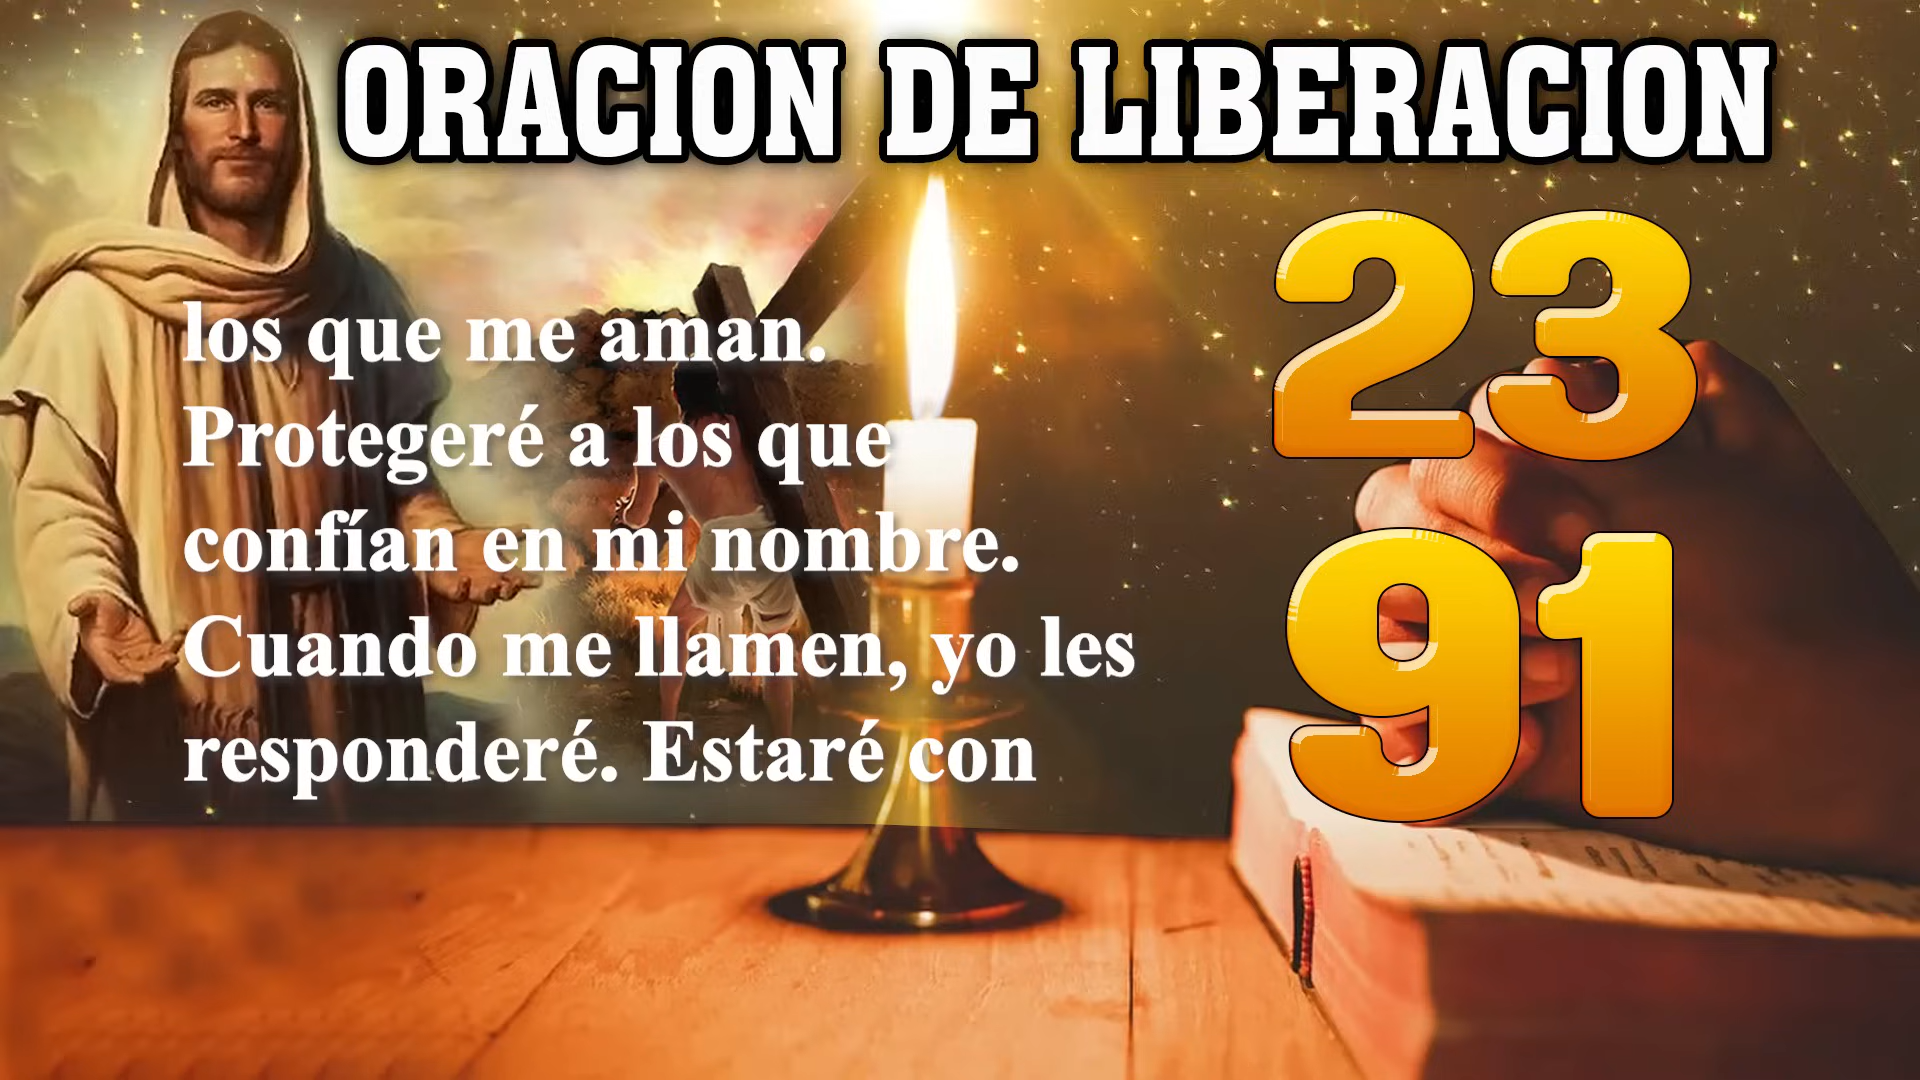 ORACION DE LIBERACION
los que me aman.
Protegeré a los que
confían en mi nombre.
Cuando me llamen, yo les
responderé. Estaré con
23
91